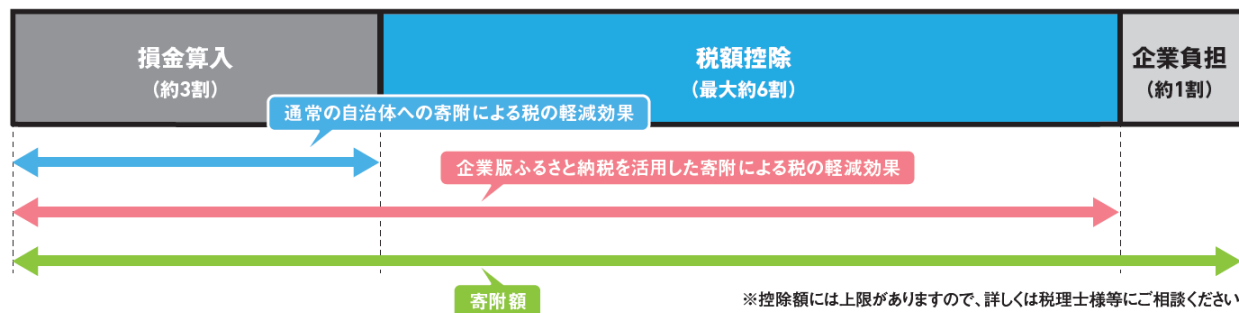 損金算入
（約3割）
税額控除
（最大約6割）
企業負担
（約1割）
通常の自治体への寄附による税の軽減効果
企業版ふるさと納税を活用した寄附による税の軽減効果
寄附額
※控除額には上限がありますので、詳しくは税理士様等にご相談ください